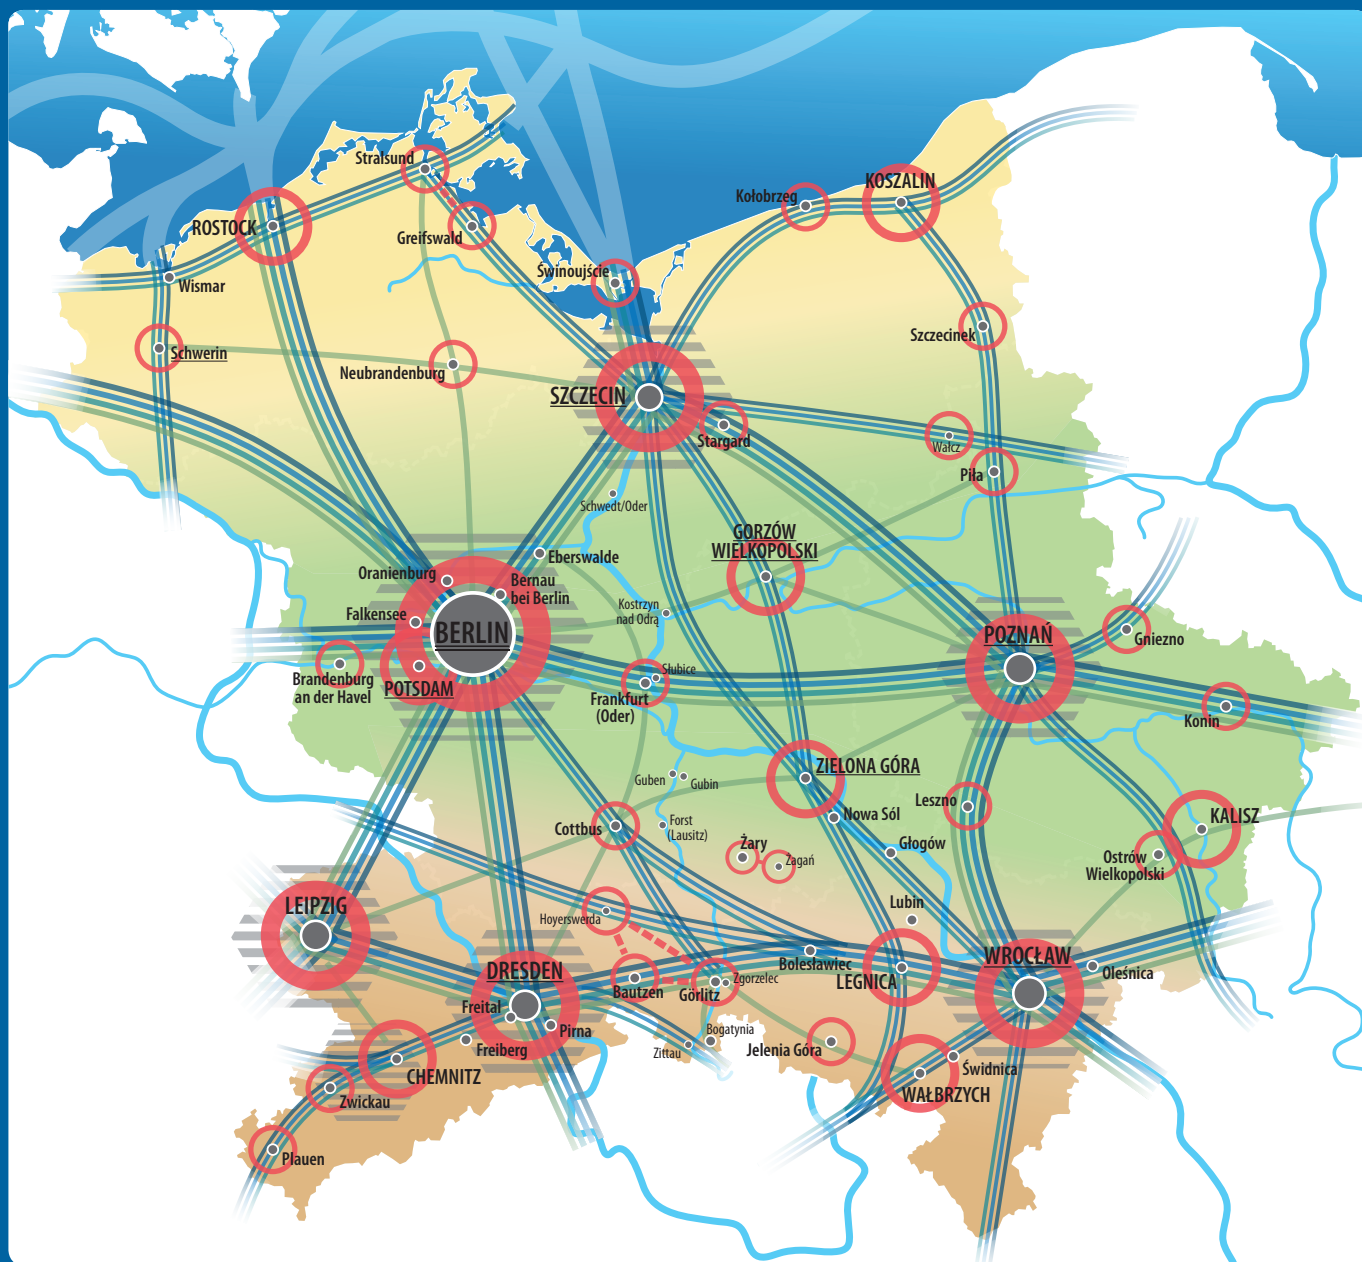 Stralsund
KOSZALIN
Kołobrzeg
ROSTOCK
Greifswald
Świnoujście
Wismar
Szczecinek
Schwerin
Neubrandenburg
SZCZECIN
Stargard
Wałcz
Piła
Schwedt/Oder
GORZÓW
WIELKOPOLSKI
Eberswalde
Oranienburg
Bernau
bei Berlin
Falkensee
Kostrzyn
nad Odrą
BERLIN
POZNAŃ
Gniezno
Słubice
Brandenburg
an der Havel
POTSDAM
Frankfurt
(Oder)
Konin
ZIELONA GÓRA
Guben
Gubin
Leszno
Nowa Sól
KALISZ
Cottbus
Forst
(Lausitz)
Żary
Żagań
Głogów
Ostrów
Wielkopolski
LEIPZIG
Lubin
Hoyerswerda
WROCŁAW
Bolesławiec
DRESDEN
Oleśnica
Zgorzelec
LEGNICA
Bautzen
Görlitz
Freital
Pirna
Bogatynia
Freiberg
Zittau
Jelenia Góra
Świdnica
CHEMNITZ
WAŁBRZYCH
Zwickau
Plauen